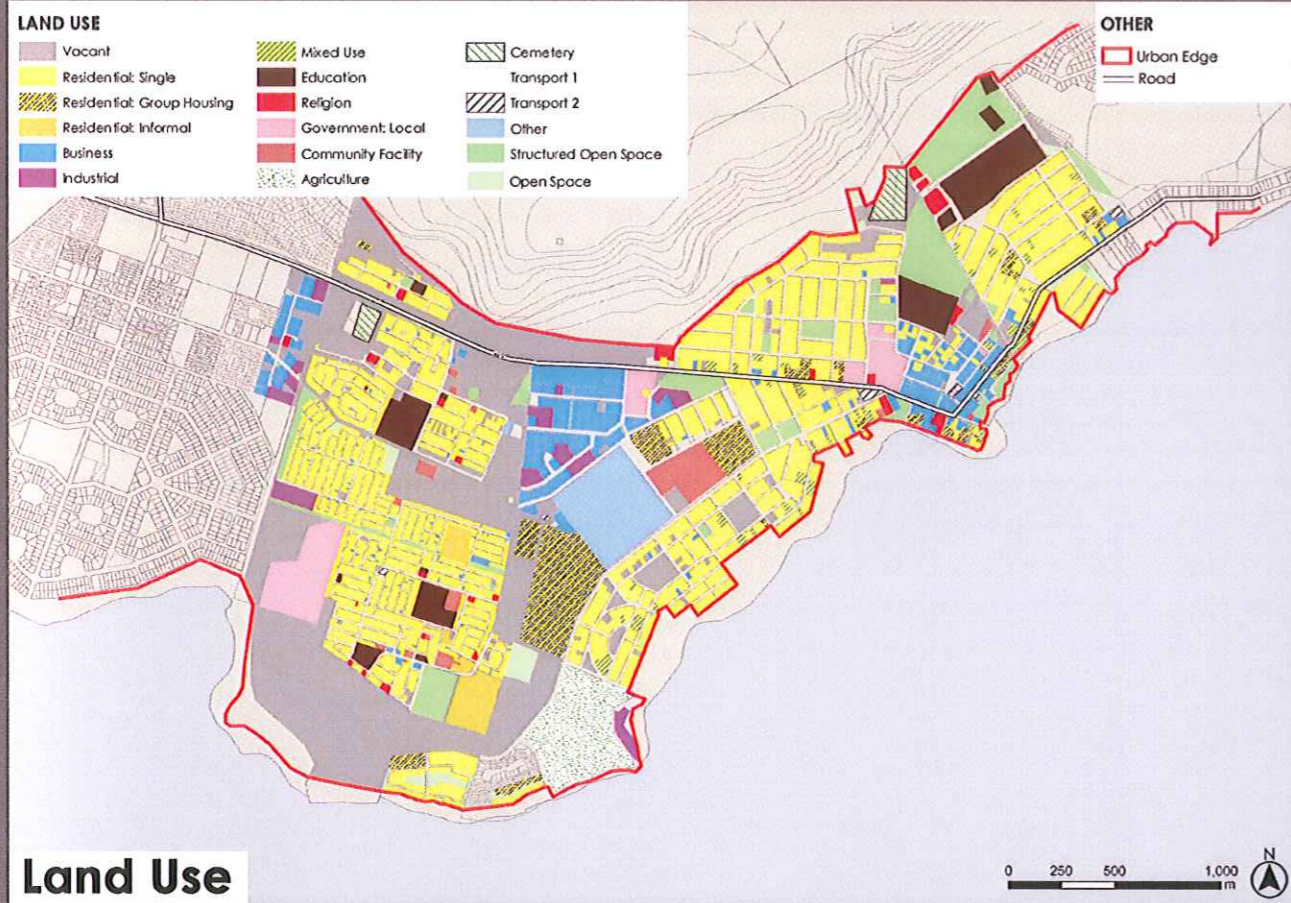 LAND USE
Vacant
Residential: Single
Residential: Group Housing
Residential: Informal
Business
Industrial
Mixed Use
Education
Religion
Government: Local
Community Facility
Agriculture
Cemetery
Transport 1
Transport 2
Other
Structured Open Space
Open Space
OTHER
Urban Edge
Road
Land Use
0 250 500 1,000
m
N